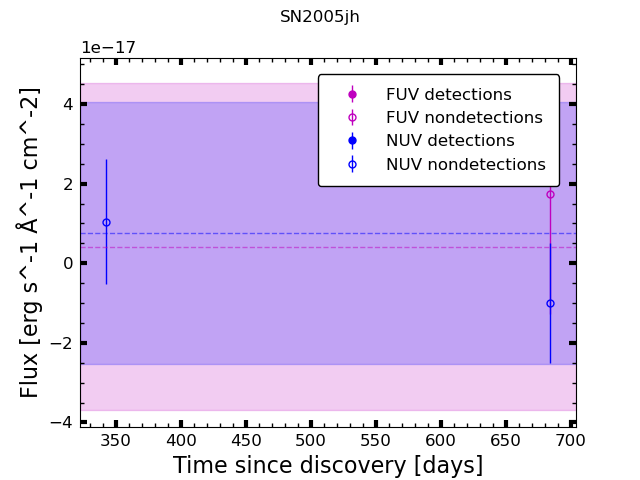 SN2005jh
1e−17
FUV detections
FUV nondetections
NUV detections
NUV nondetections
4
2
0
−2
−4
Flux [erg s^-1 Å^-1 cm^-2]
350 400 450 500 550 600 650 700
Time since discovery [days]